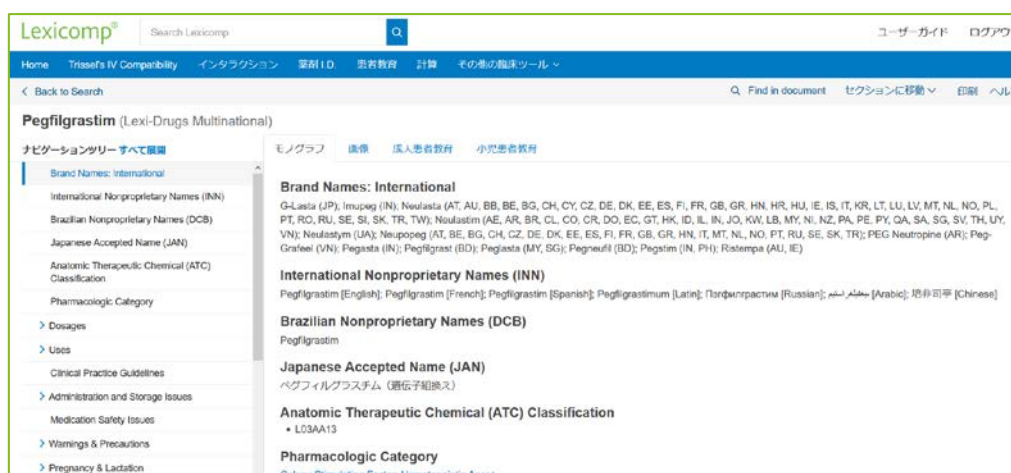 Lexicomp®
Search Lexicomp
ユーザーガイド ログアウ
Home Trissel's IV Compatibility インタラクション 薬剤 I.D. 患者教育 計算 その他の臨床ツール
Back to Search
Find in document セクションに移動 印刷 ヘル
Pegfilgrastim (Lexi-Drugs Multinational)
ナビゲーションツリー すべて展開
Brand Names: International
International Nonproprietary Names (INN)
Brazilian Nonproprietary Names (DCB)
Japanese Accepted Name (JAN)
Anatomic Therapeutic Chemical (ATC)
Classification
Pharmacologic Category
Dosages
Uses
Clinical Practice Guidelines
Administration and Storage Issues
Medication Safety Issues
Warnings & Precautions
Pregnancy & Lactation
モノグラフ 画像 成人患者教育 小児患者教育
Brand Names: International
G-Lasta (JP); Imupeg (IN); Neulasta (AT, AU, BB, BE, BG, CH, CY, CZ, DE, DK, EE, ES, FI, FR, GB, GR, HN, HR, HU, IE, IS, IT, KR, LT, LU, LV, MT, NL, NO, PL,
PT, RO, RU, SE, SI, SK, TR, TW); Neulastim (AE, AR, BR, CL, CO, CR, DO, EC, GT, HK, ID, IL, IN, JO, KW, LB, MY, NI, NZ, PA, PE, PY, QA, SA, SG, SV, TH, UY,
VN); Neulastym (UA); Neupopeg (AT, BE, BG, CH, CZ, DE, DK, EE, ES, FI, FR, GB, GR, HN, IT, MT, NL, NO, PT, RU, SE, SK, TR); PEG Neutropine (AR); Peg-
Grafeel (VN); Pegasta (IN); Pegfilgrast (BD); Peglasta (MY, SG); Pegneufil (BD); Pegstim (IN, PH); Ristempa (AU, IE)
International Nonproprietary Names (INN)
Pegfilgrastim [English]; Pegfilgrastim [French]; Pegfilgrastim [Spanish]; Pegfilgrastimum [Latin]; Пэгфилграстим [Russian]; [Arabic]; 培非司亭 [Chinese]
Brazilian Nonproprietary Names (DCB)
Pegfilgrastim
Japanese Accepted Name (JAN)
ペグフィルグラスチム（遺伝子組換え）
Anatomic Therapeutic Chemical (ATC) Classification
• L03AA13
Pharmacologic Category